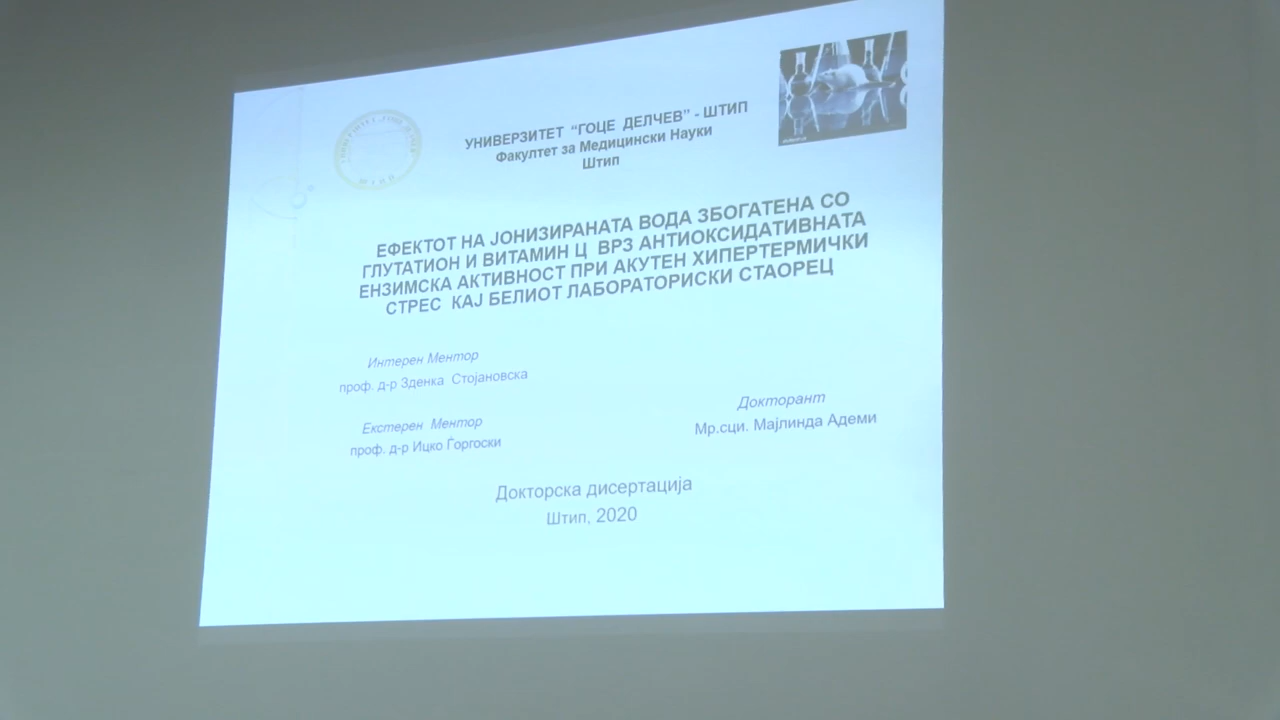 УНИВЕРЗИТЕТ “ГОЦЕ ДЕЛЧЕВ” - ШТИП
Факултет за Медицински Науки
Штип
ЕФЕКТОТ НА ЈОНИЗИРАНАТА ВОДА ЗБОГАТЕНА СО
ГЛУТАТИОН И ВИТАМИН Ц ВРЗ АНТИОКСИДАТИВНАТА
ЕНЗИМСКА АКТИВНОСТ ПРИ АКУТЕН ХИПЕРТЕРМИЧКИ
СТРЕС КАЈ БЕЛИОТ ЛАБОРАТОРИСКИ СТАОРЕЦ
Интерен Ментор
проф. д-р Зденка Стојановска
Екстерен Ментор
проф. д-р Ицко Ѓоргоски
Докторант
Мр.сци. Мајлинда Адеми
Докторска дисертација
Штип, 2020